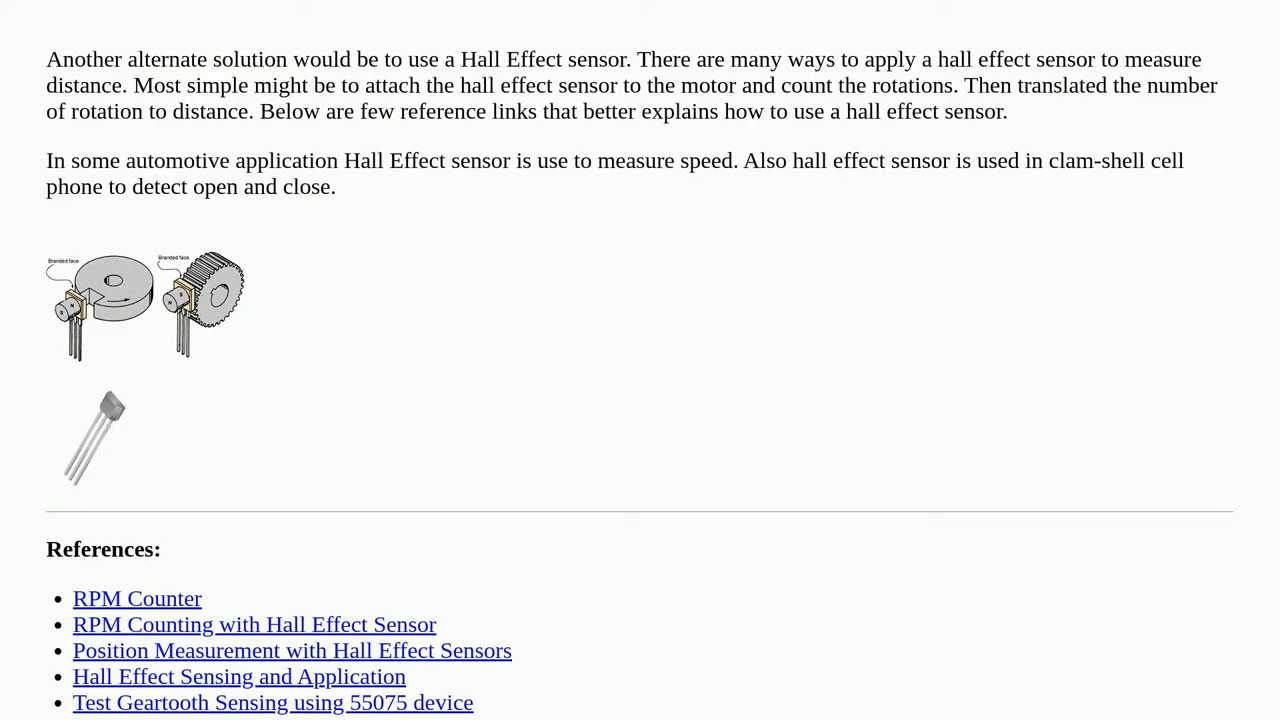 Another alternate solution would be to use a Hall Effect sensor. There are many ways to apply a hall effect sensor to measure
distance. Most simple might be to attach the hall effect sensor to the motor and count the rotations. Then translated the number
of rotation to distance. Below are few reference links that better explains how to use a hall effect sensor.
In some automotive application Hall Effect sensor is use to measure speed. Also hall effect sensor is used in clam-shell cell
phone to detect open and close.
Branded face
Branded face
References:
RPM Counter
RPM Counting with Hall Effect Sensor
Position Measurement with Hall Effect Sensors
Hall Effect Sensing and Application
Test Geartooth Sensing using 55075 device